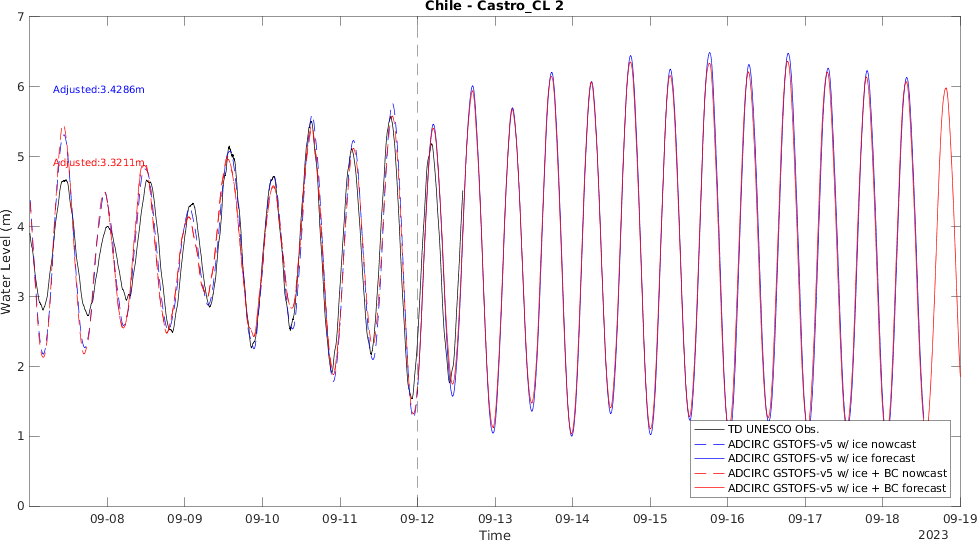 Chile - Castro_CL 2
7
6
5
4
3
2
1
0
Water Level (m)
Adjusted:3.4286m
Adjusted:3.3211m
TD UNESCO Obs.
ADCIRC GSTOFS-v5 w/ ice nowcast
ADCIRC GSTOFS-v5 w/ ice forecast
ADCIRC GSTOFS-v5 w/ ice + BC nowcast
ADCIRC GSTOFS-v5 w/ ice + BC forecast
09-08 09-09 09-10 09-11 09-12 09-13 09-14 09-15 09-16 09-17 09-18 09-19
Time
2023